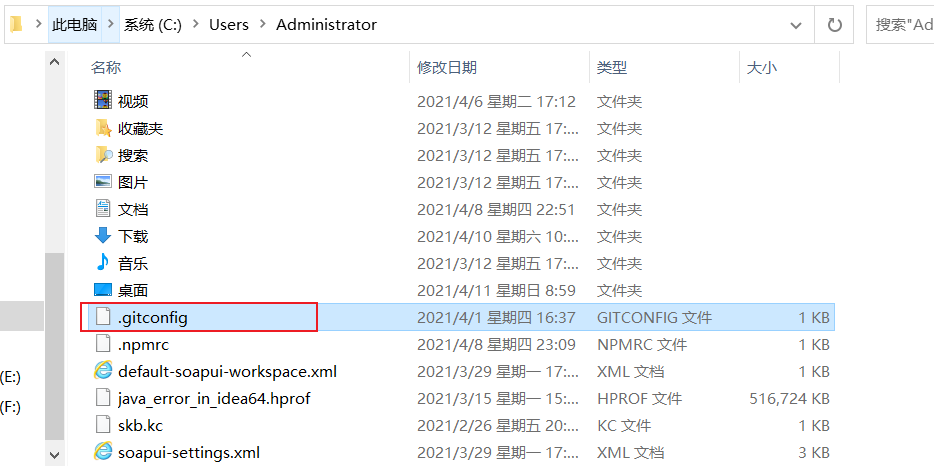 此电脑 系统 (C:) Users Administrator 搜索"Ad
名称 修改日期 类型 大小
视频 2021/4/6 星期二 17:12 文件夹
收藏夹 2021/3/12 星期五 17:... 文件夹
搜索 2021/3/12 星期五 17:... 文件夹
图片 2021/3/12 星期五 17:... 文件夹
文档 2021/4/8 星期四 22:51 文件夹
下载 2021/4/10 星期六 10:... 文件夹
音乐 2021/3/12 星期五 17:... 文件夹
桌面 2021/4/11 星期日 8:59 文件夹
.gitconfig 2021/4/1 星期四 16:37 GITCONFIG 文件 1 KB
.npmrc 2021/4/8 星期四 23:09 NPMRC 文件 1 KB
(E:) default-soapui-workspace.xml 2021/3/29 星期一 17:... XML 文档 1 KB
(F:) java_error_in_idea64.hprof 2021/3/15 星期一 15:... HPROF 文件 516,724 KB
skb.kc 2021/2/26 星期五 20:... KC 文件 1 KB
soapui-settings.xml 2021/3/29 星期一 17:... XML 文档 3 KB